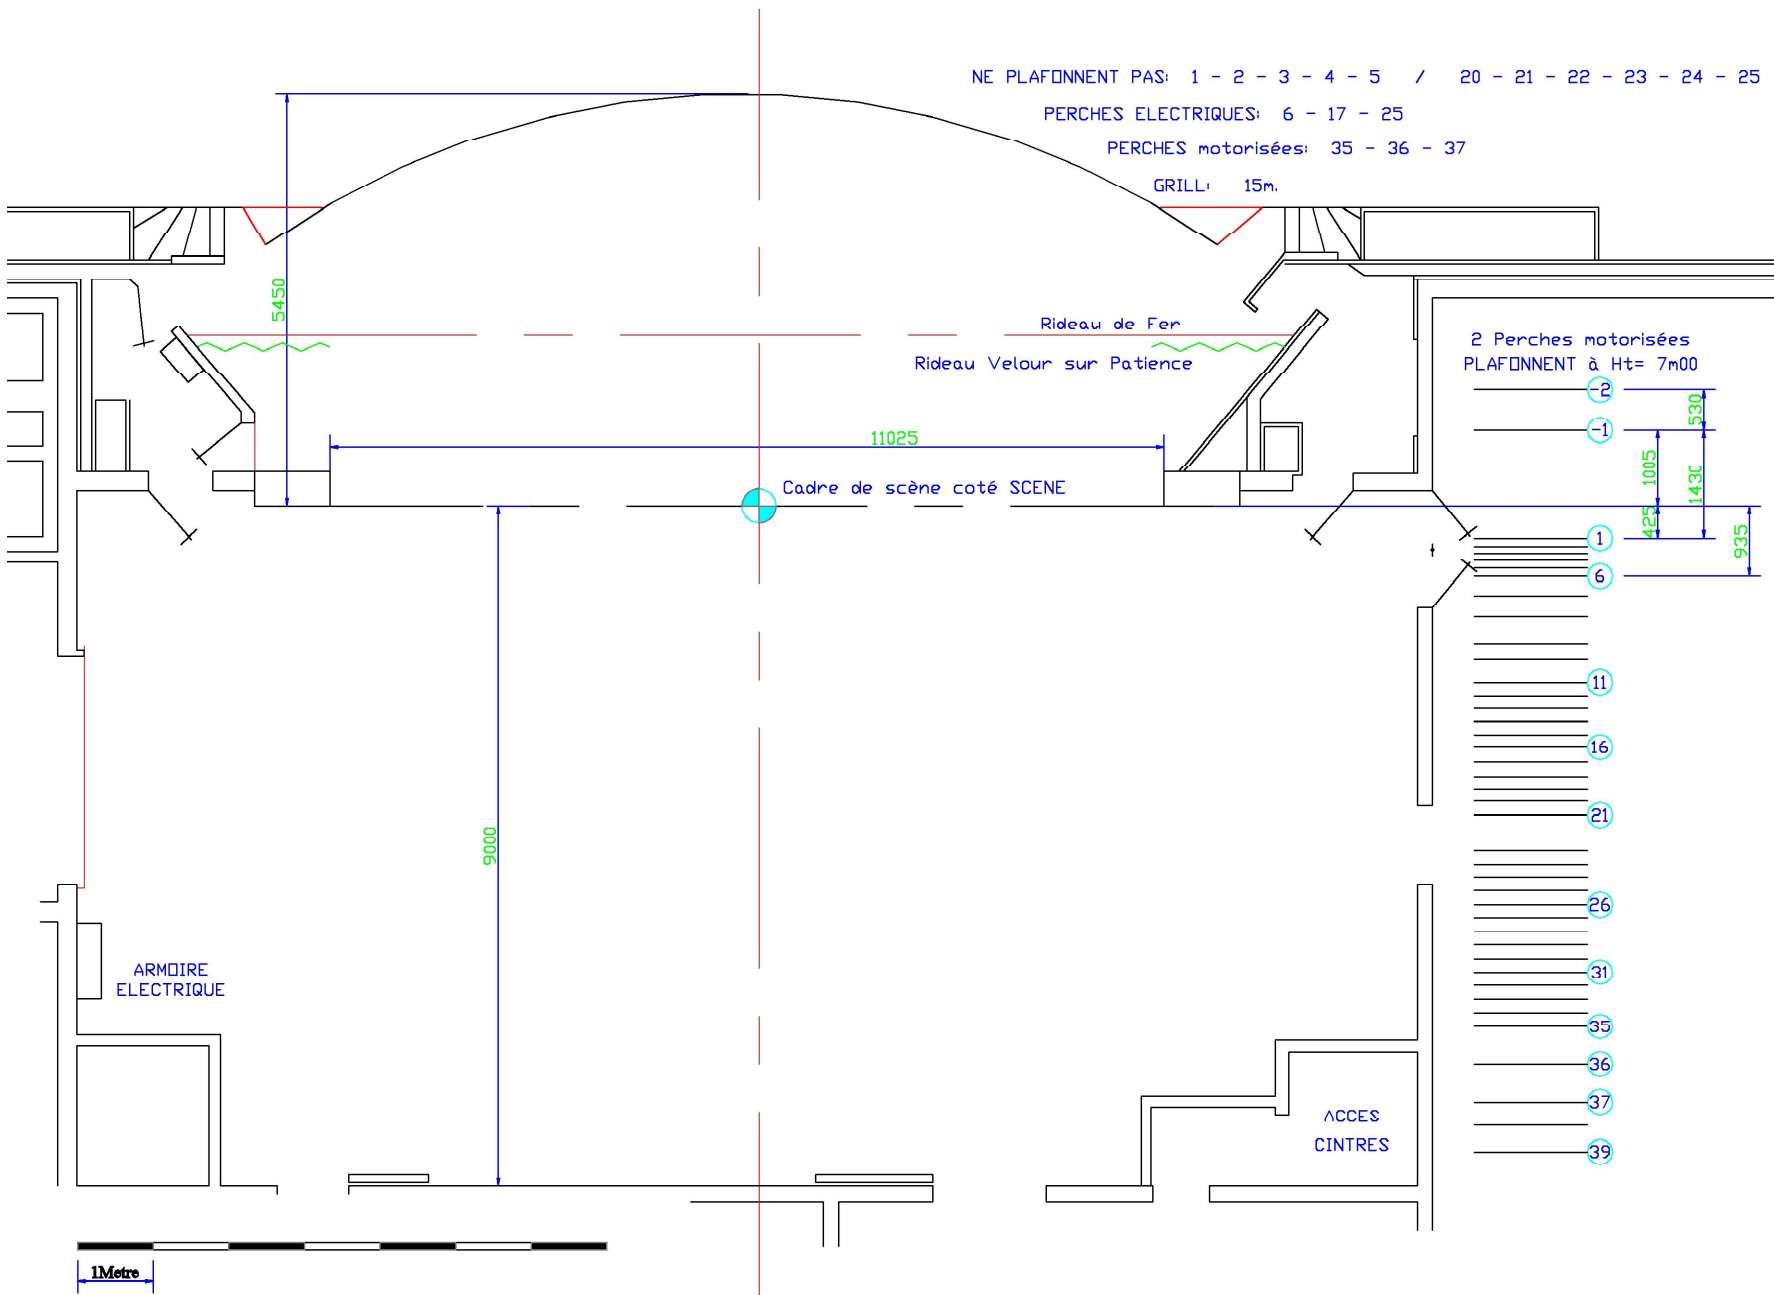 NE PLAFONNENT PAS: 1 - 2 - 3 - 4 - 5 / 20 - 21 - 22 - 23 - 24 - 25
PERCHES ELECTRIQUES: 6 - 17 - 25
PERCHES motorisées: 35 - 36 - 37
GRILL: 15m.
5450
Rideau de Fer
Rideau Velour sur Patience
2 Perches motorisées
PLAFONNENT à Ht= 7m00
-2
530
-1
11025
1005
1430
Cadre de scène coté SCENE
425
935
1
6
11
16
21
9000
26
ARMOIRE
ELECTRIQUE
31
35
36
37
ACCES
CINTRES
39
1Metre